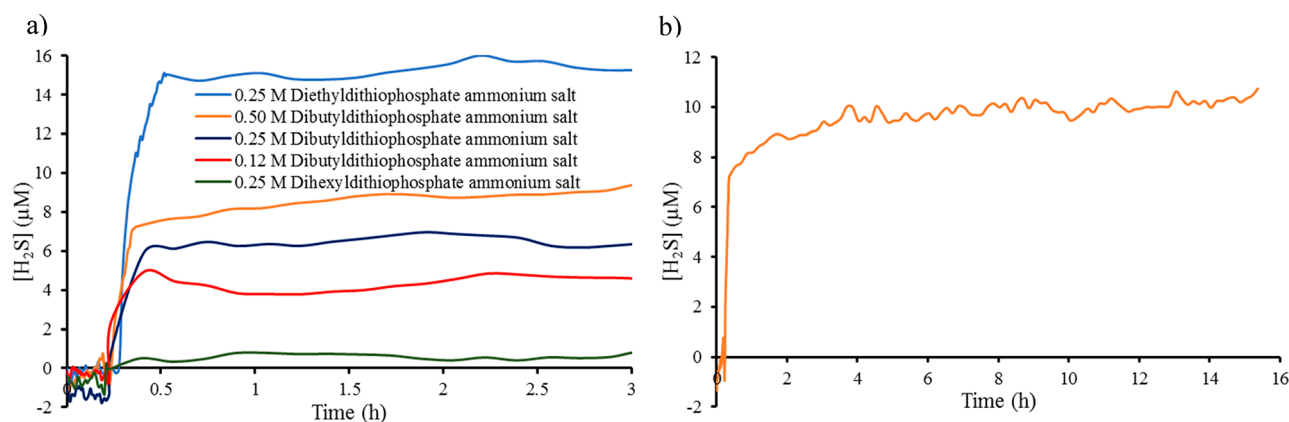 a)
[H₂S] (µM)
16
14
12
10
8
6
4
2
0
-2
0.25 M Diethyldithiophosphate ammonium salt
0.50 M Dibutyldithiophosphate ammonium salt
0.25 M Dibutyldithiophosphate ammonium salt
0.12 M Dibutyldithiophosphate ammonium salt
0.25 M Dihexyldithiophosphate ammonium salt
0 0.5 1 1.5 2 2.5 3
Time (h)
b)
[H₂S] (µM)
12
10
8
6
4
2
0
-2
0 2 4 6 8 10 12 14 16
Time (h)